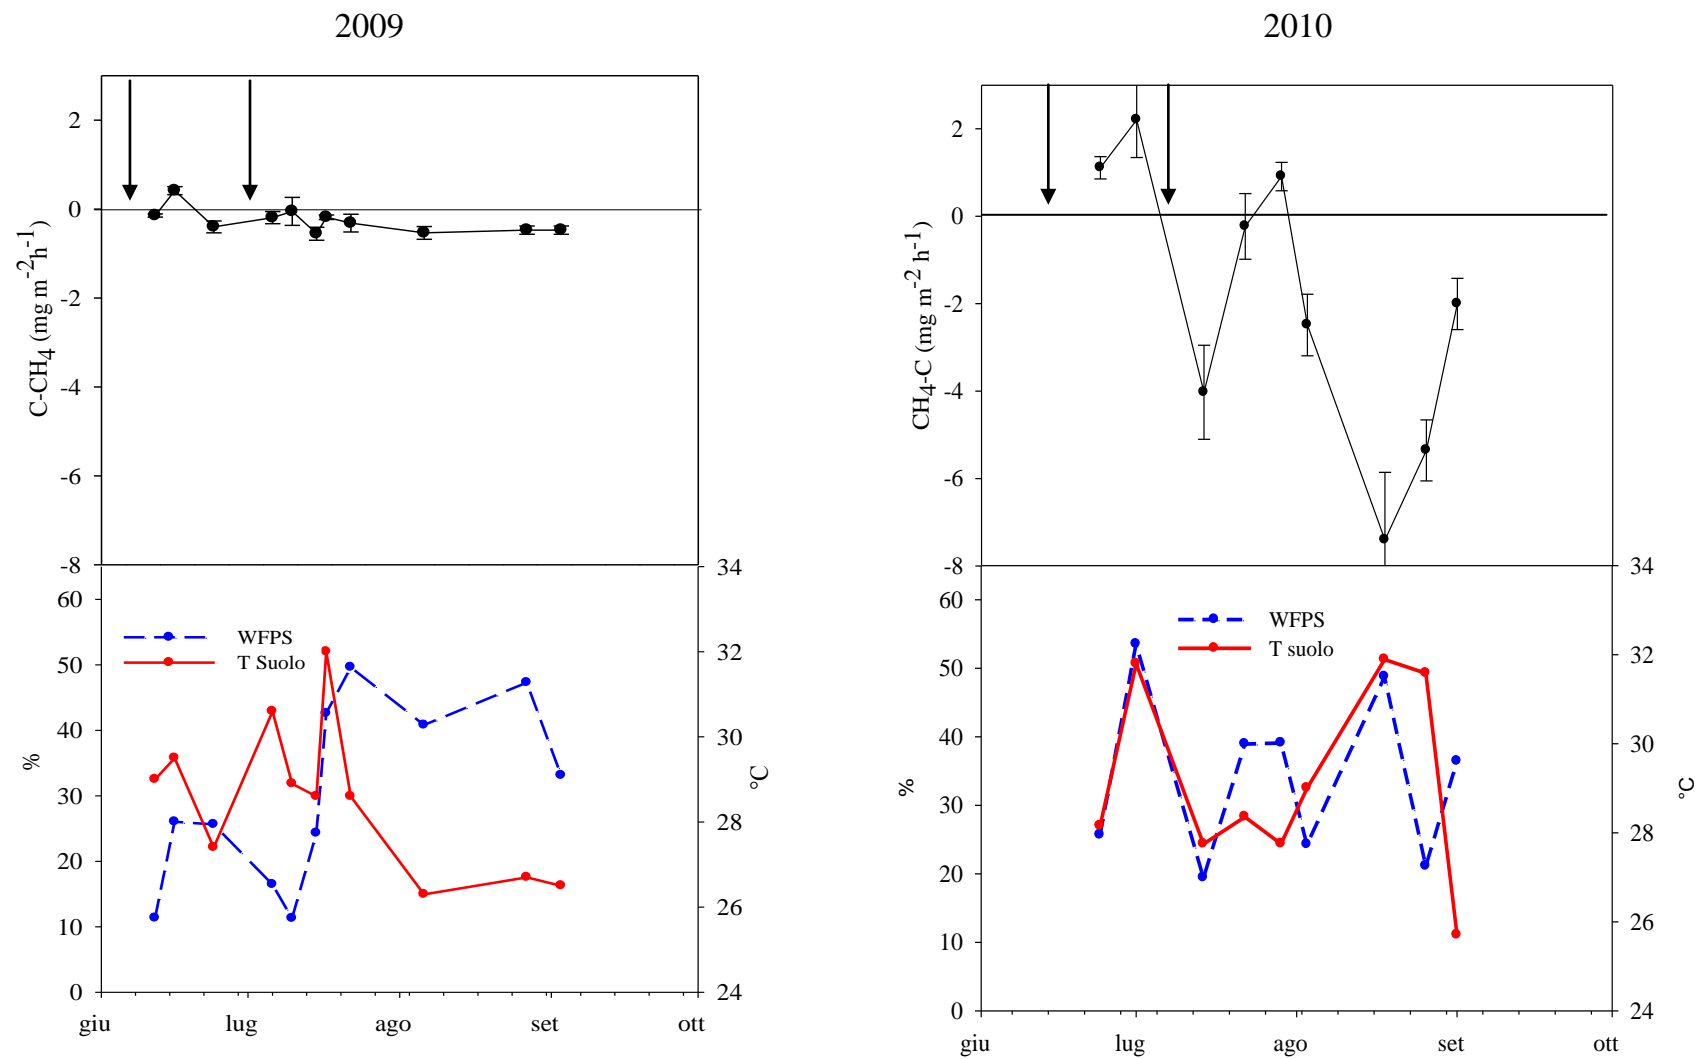 2009
2010
2
0
-2
-4
-6
-8
C-CH4 (mg m-2h-1)
2
0
-2
-4
-6
-8
CH4-C (mg m-2 h-1)
60
50
40
30
20
10
0
%
WFPS
T Suolo
34
32
30
28
26
24
°C
giu
lug
ago
set
ott
60
50
40
30
20
10
0
%
WFPS
T suolo
34
32
30
28
26
24
°C
giu
lug
ago
set
ott